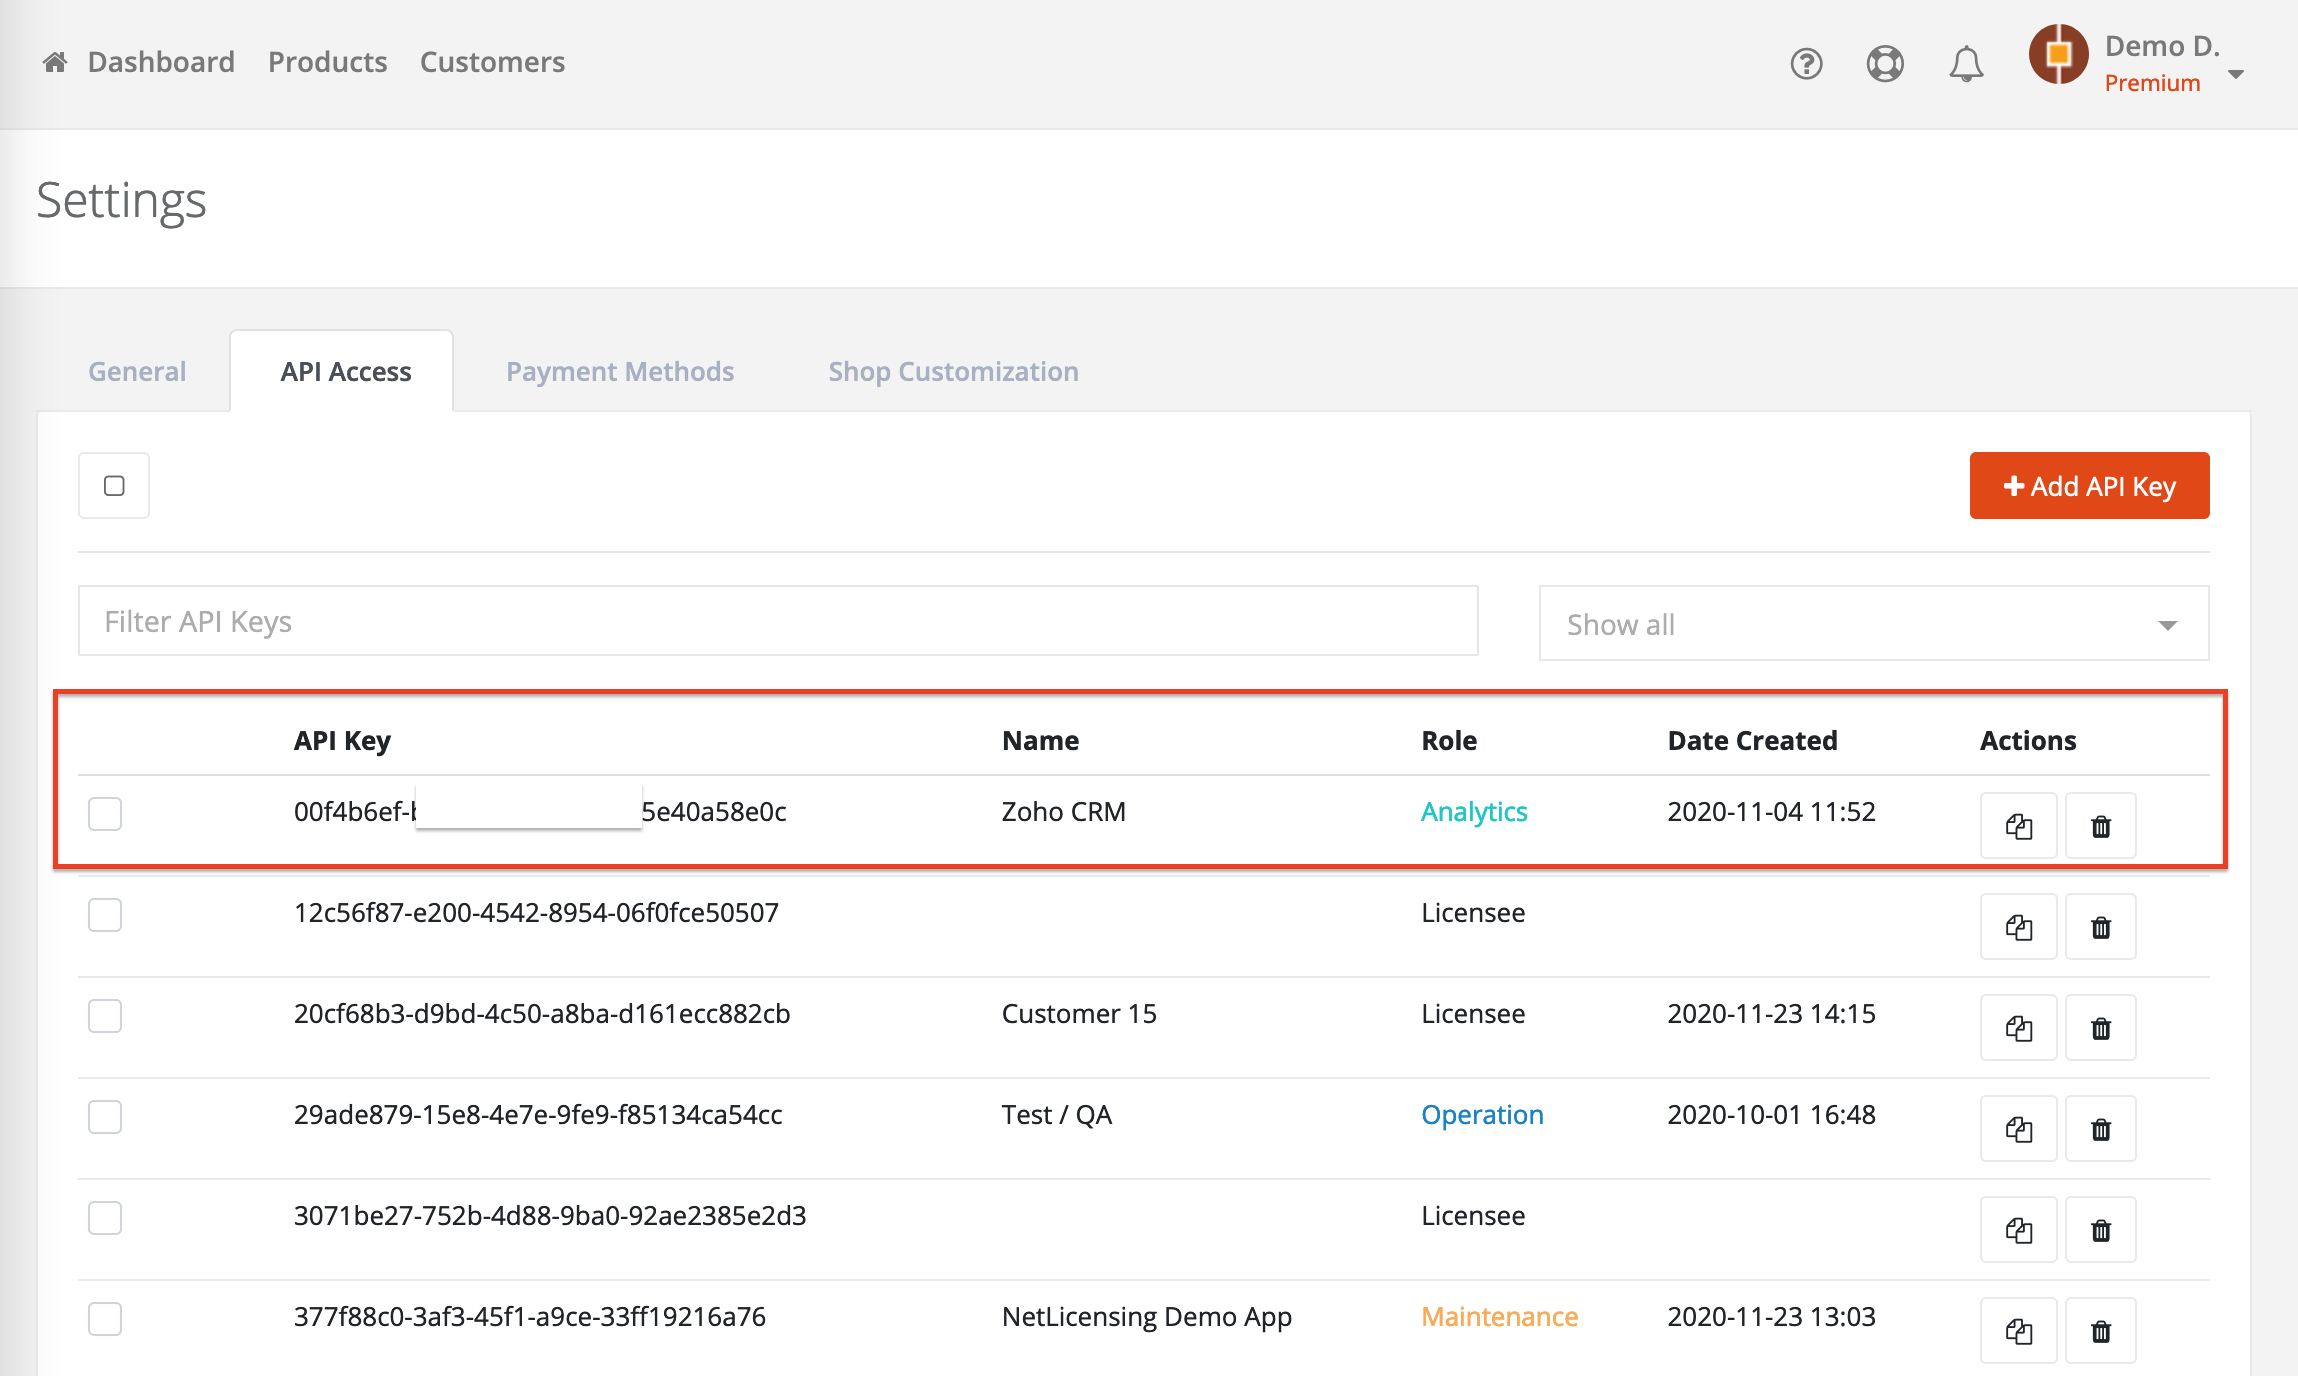 Dashboard Products Customers
Demo D.
Premium
Settings
General API Access Payment Methods Shop Customization
Add API Key
Filter API Keys Show all
API Key Name Role Date Created Actions
00f4b6ef- 5e40a58e0c Zoho CRM Analytics 2020-11-04 11:52
12c56f87-e200-4542-8954-06f0fce50507 Licensee
20cf68b3-d9bd-4c50-a8ba-d161ecc882cb Customer 15 Licensee 2020-11-23 14:15
29ade879-15e8-4e7e-9fe9-f85134ca54cc Test / QA Operation 2020-10-01 16:48
3071be27-752b-4d88-9ba0-92ae2385e2d3 Licensee
377f88c0-3af3-45f1-a9ce-33ff19216a76 NetLicensing Demo App Maintenance 2020-11-23 13:03